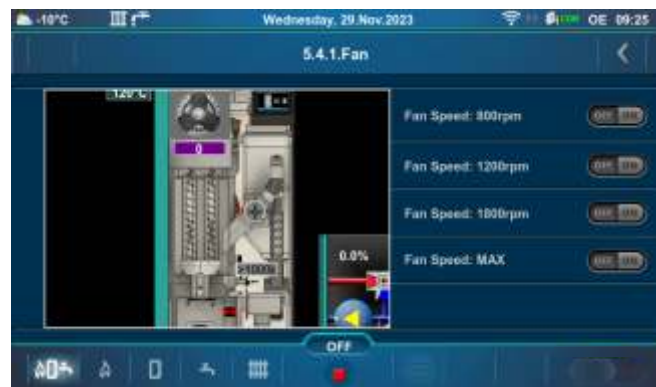 -10°C
Wednesday, 29.Nov.2023
OE 09:25
5.4.1.Fan
120°C
0
Fan Speed: 800rpm
OFF ON
Fan Speed: 1200rpm
OFF ON
Fan Speed: 1800rpm
OFF ON
0.0%
Fan Speed: MAX
OFF ON
OFF